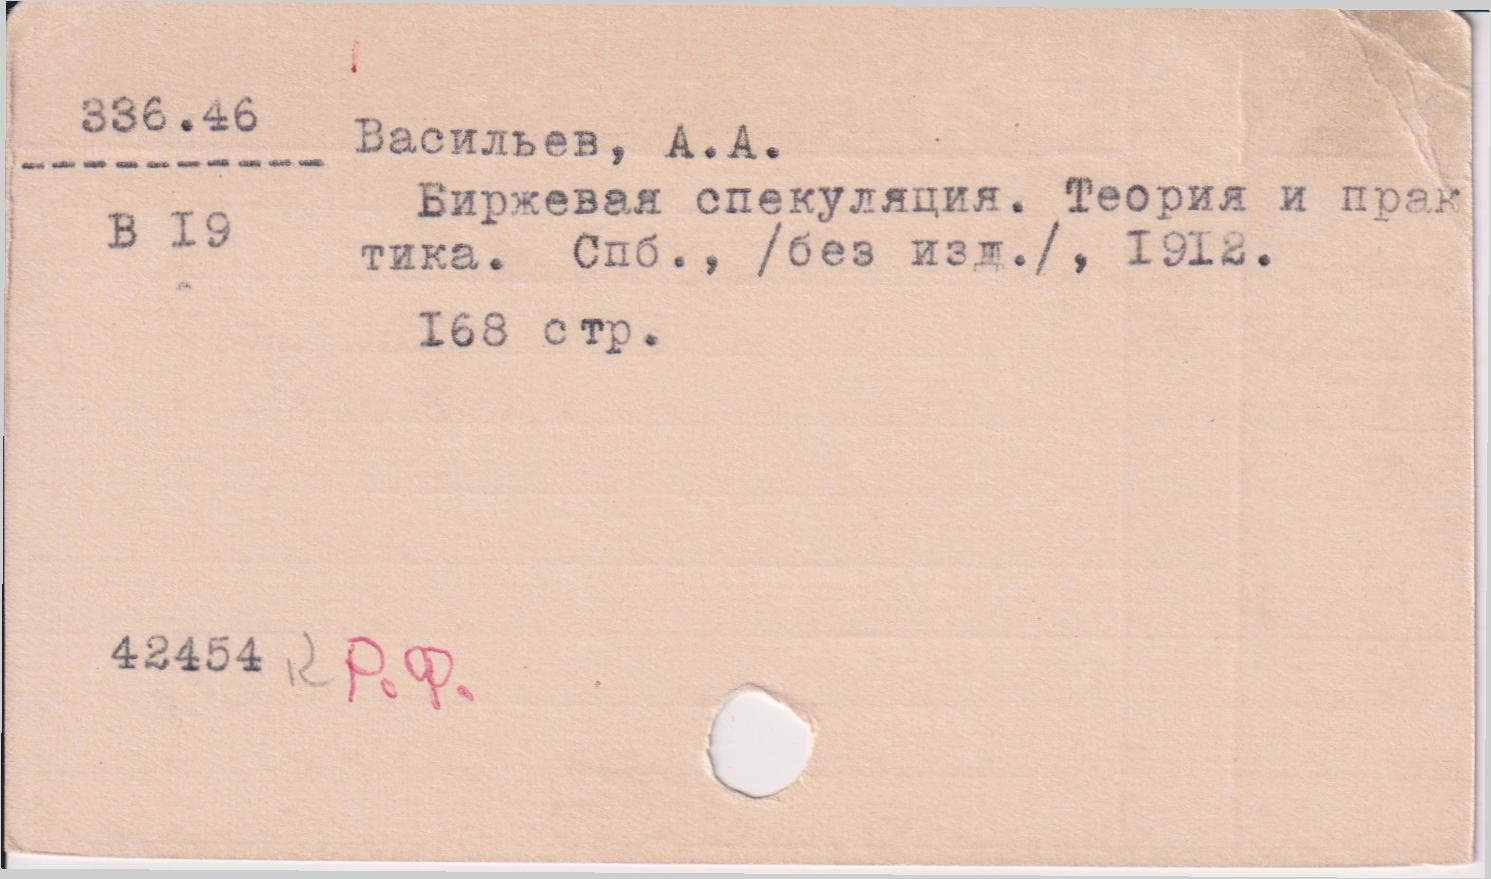 336.46
----------
В I9
Васильев, А.А.
Биржевая спекуляция. Теория и прак
тика. Спб., /без изд./, I9I2.
I68 стр.
42454 R Р.Ф.